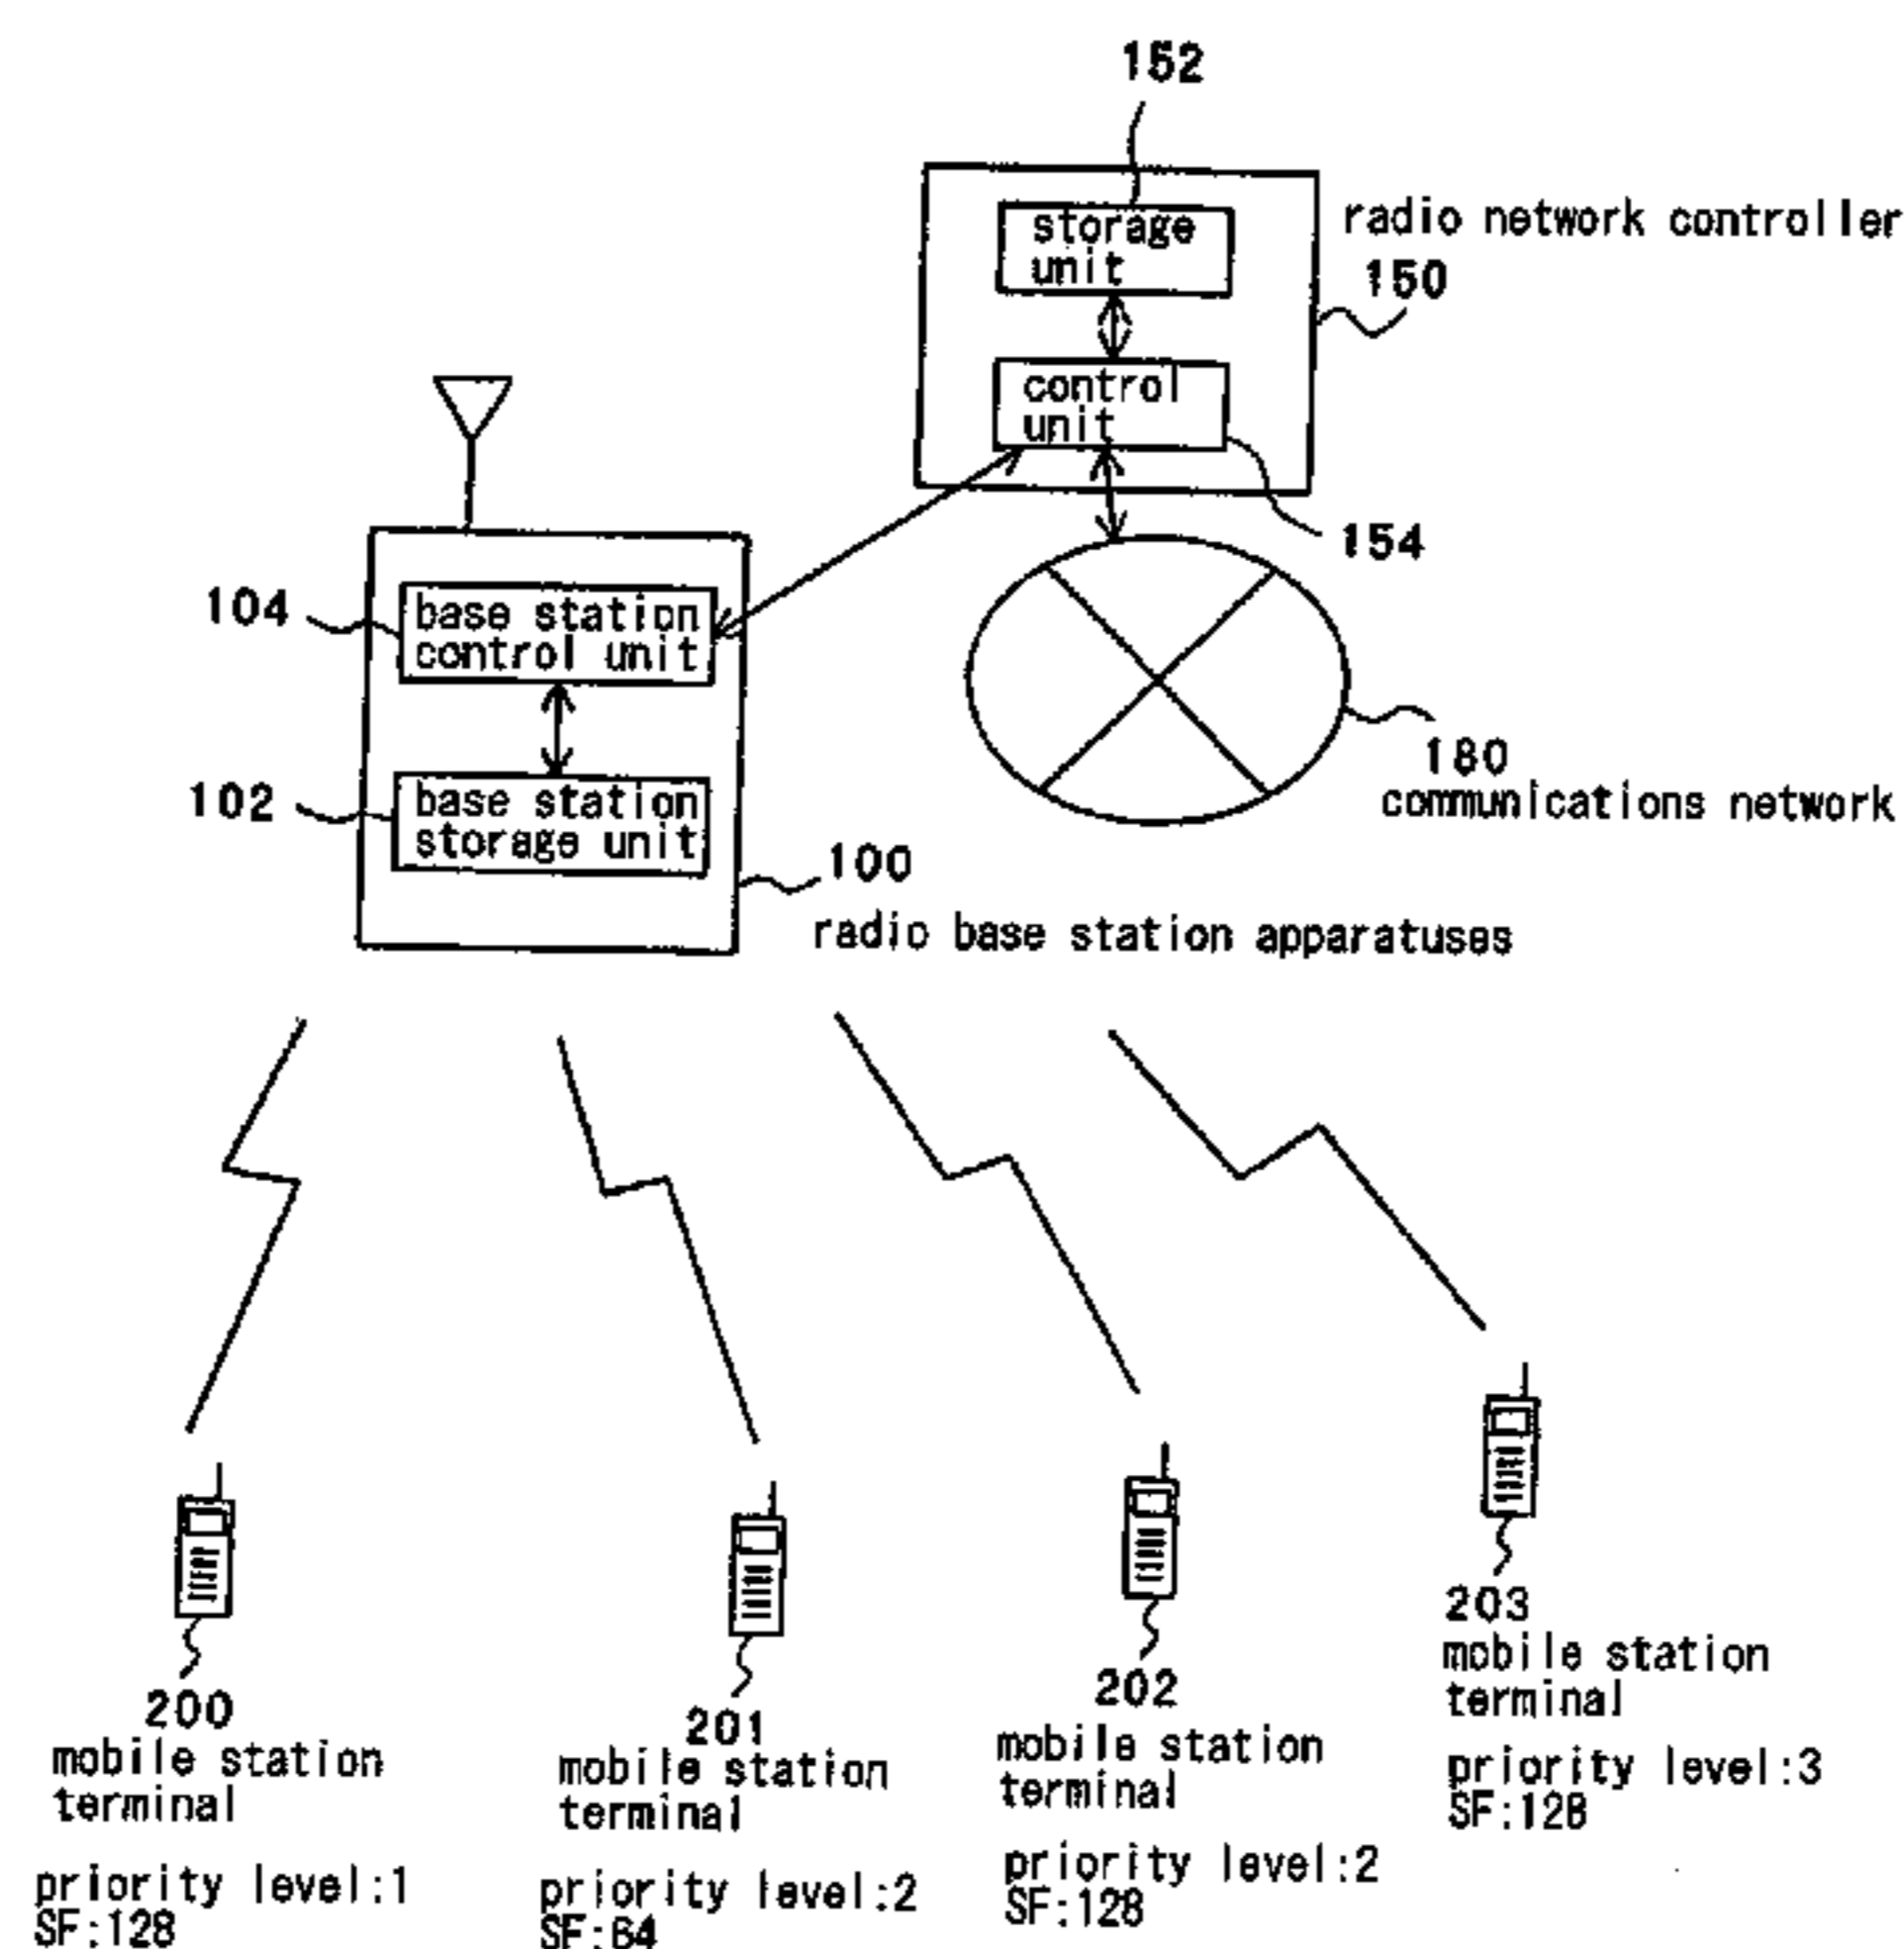 152
storage
unit
radio network controller
150
control
unit
154
104
base station
control unit
102
base station
storage unit
180
communications network
100
radio base station apparatuses
200
mobile station
terminal
priority level:1
SF:128
201
mobile station
terminal
priority level:2
SF:64
202
mobile station
terminal
priority level:2
SF:128
203
mobile station
terminal
priority level:3
SF:128